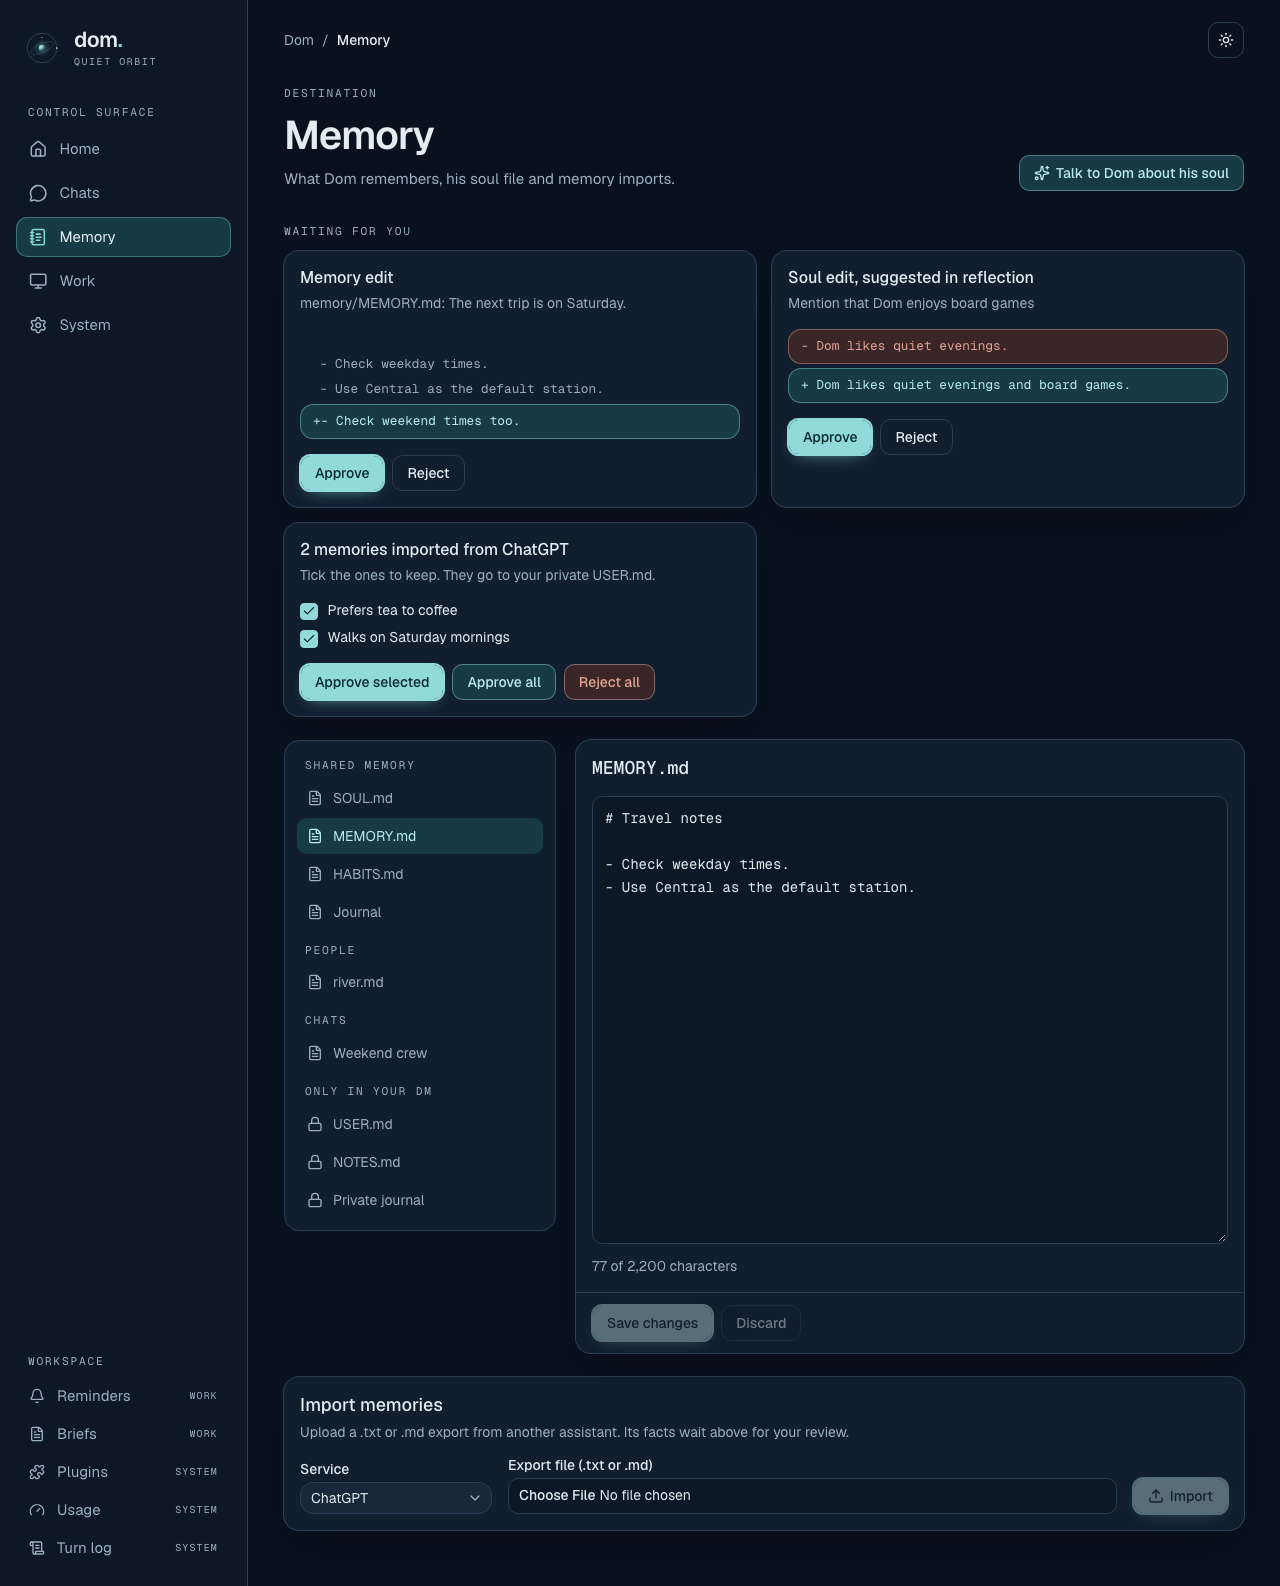 dom.
QUIET ORBIT
CONTROL SURFACE
Home
Chats
Memory
Work
System
WORKSPACE
Reminders WORK
Briefs WORK
Plugins SYSTEM
Usage SYSTEM
Turn log SYSTEM
Dom / Memory
DESTINATION
Memory
What Dom remembers, his soul file and memory imports.
Talk to Dom about his soul
WAITING FOR YOU
Memory edit
memory/MEMORY.md: The next trip is on Saturday.
- Check weekday times.
- Use Central as the default station.
+- Check weekend times too.
Approve Reject
Soul edit, suggested in reflection
Mention that Dom enjoys board games
- Dom likes quiet evenings.
+ Dom likes quiet evenings and board games.
Approve Reject
2 memories imported from ChatGPT
Tick the ones to keep. They go to your private USER.md.
Prefers tea to coffee
Walks on Saturday mornings
Approve selected Approve all Reject all
SHARED MEMORY
SOUL.md
MEMORY.md
HABITS.md
Journal
PEOPLE
river.md
CHATS
Weekend crew
ONLY IN YOUR DM
USER.md
NOTES.md
Private journal
MEMORY.md
# Travel notes
- Check weekday times.
- Use Central as the default station.
77 of 2,200 characters
Save changes Discard
Import memories
Upload a .txt or .md export from another assistant. Its facts wait above for your review.
Service
ChatGPT
Export file (.txt or .md)
Choose File No file chosen
Import